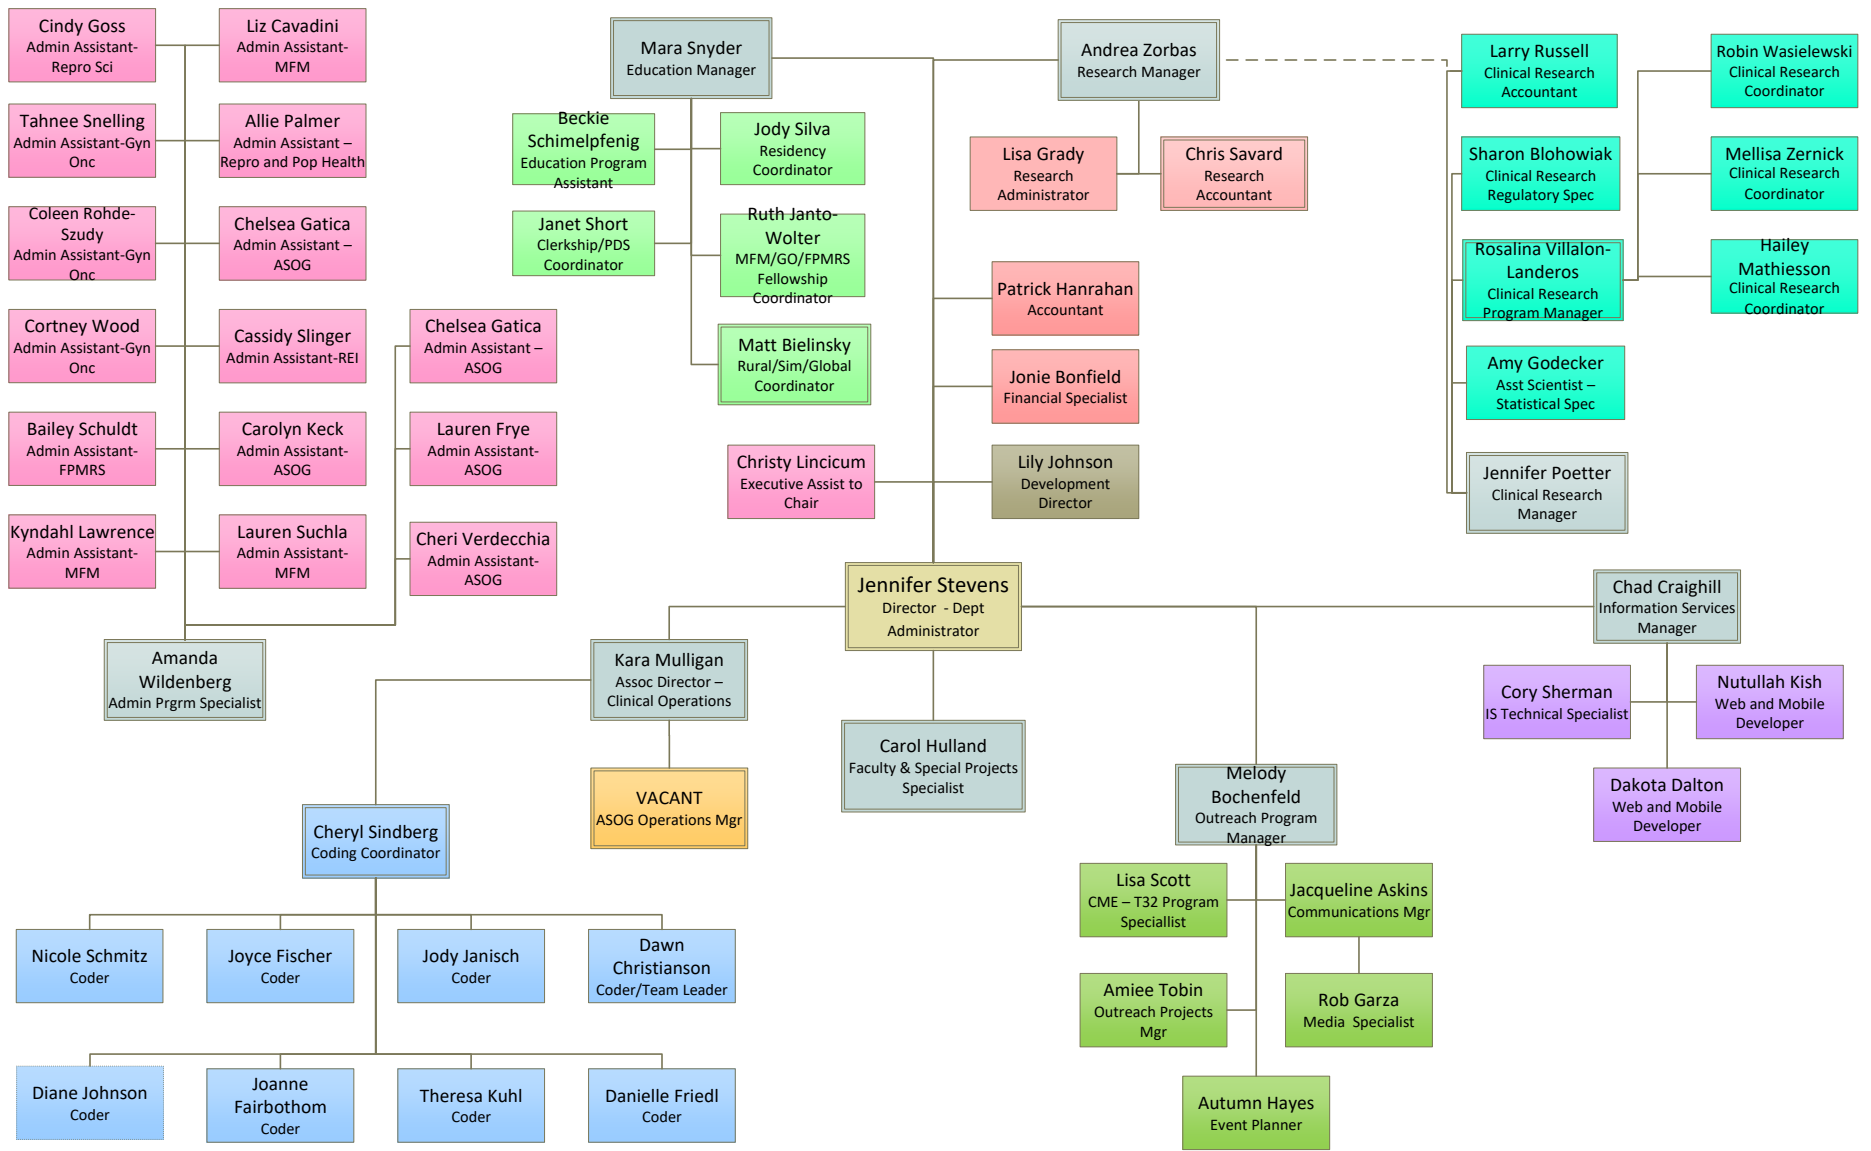 Cindy Goss
Admin Assistant-
Repro Sci
Liz Cavadini
Admin Assistant-
MFM
Tahnee Snelling
Admin Assistant-Gyn
Onc
Allie Palmer
Admin Assistant –
Repro and Pop Health
Coleen Rohde-
Szudy
Admin Assistant-Gyn
Onc
Chelsea Gatica
Admin Assistant –
ASOG
Cortney Wood
Admin Assistant-Gyn
Onc
Cassidy Slinger
Admin Assistant-REI
Chelsea Gatica
Admin Assistant –
ASOG
Bailey Schuldt
Admin Assistant-
FPMRS
Carolyn Keck
Admin Assistant-
ASOG
Lauren Frye
Admin Assistant-
ASOG
Kyndahl Lawrence
Admin Assistant-
MFM
Lauren Suchla
Admin Assistant-
MFM
Cheri Verdecchia
Admin Assistant-
ASOG
Amanda
Wildenberg
Admin Prgrm Specialist
Mara Snyder
Education Manager
Beckie
Schimelpfenig
Education Program
Assistant
Jody Silva
Residency
Coordinator
Janet Short
Clerkship/PDS
Coordinator
Ruth Janto-
Wolter
MFM/GO/FPMRS
Fellowship
Coordinator
Matt Bielinsky
Rural/Sim/Global
Coordinator
Andrea Zorbas
Research Manager
Lisa Grady
Research
Administrator
Chris Savard
Research
Accountant
Patrick Hanrahan
Accountant
Jonie Bonfield
Financial Specialist
Christy Lincicum
Executive Assist to
Chair
Lily Johnson
Development
Director
Larry Russell
Clinical Research
Accountant
Robin Wasielewski
Clinical Research
Coordinator
Sharon Blohowiak
Clinical Research
Regulatory Spec
Mellisa Zernick
Clinical Research
Coordinator
Rosalina Villalon-
Landeros
Clinical Research
Program Manager
Hailey
Mathiesson
Clinical Research
Coordinator
Amy Godecker
Asst Scientist –
Statistical Spec
Jennifer Poetter
Clinical Research
Manager
Jennifer Stevens
Director - Dept
Administrator
Kara Mulligan
Assoc Director –
Clinical Operations
VACANT
ASOG Operations Mgr
Carol Hulland
Faculty & Special Projects
Specialist
Chad Craighill
Information Services
Manager
Cory Sherman
IS Technical Specialist
Nutullah Kish
Web and Mobile
Developer
Dakota Dalton
Web and Mobile
Developer
Melody
Bochenfeld
Outreach Program
Manager
Lisa Scott
CME – T32 Program
Speciallist
Jacqueline Askins
Communications Mgr
Amiee Tobin
Outreach Projects
Mgr
Rob Garza
Media Specialist
Autumn Hayes
Event Planner
Cheryl Sindberg
Coding Coordinator
Nicole Schmitz
Coder
Joyce Fischer
Coder
Jody Janisch
Coder
Dawn
Christianson
Coder/Team Leader
Diane Johnson
Coder
Joanne
Fairbothom
Coder
Theresa Kuhl
Coder
Danielle Friedl
Coder